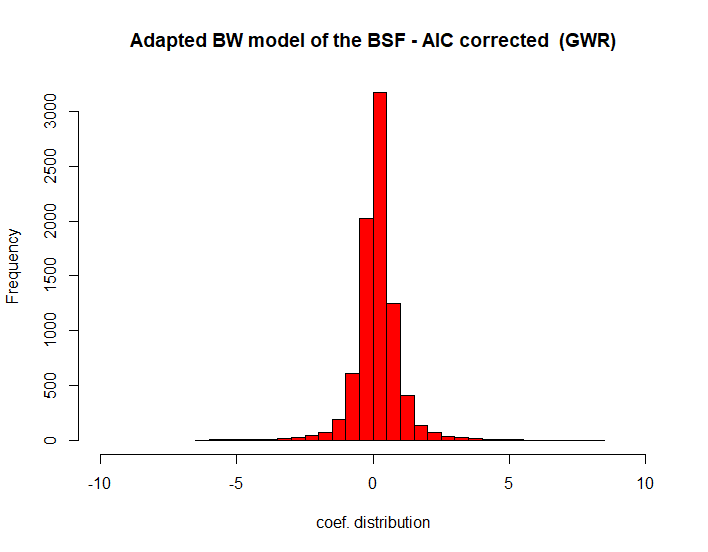 Adapted BW model of the BSF - AIC corrected  (GWR)
Frequency
3000
2500
2000
1500
1000
500
0
-10 -5 0 5 10
coef. distribution